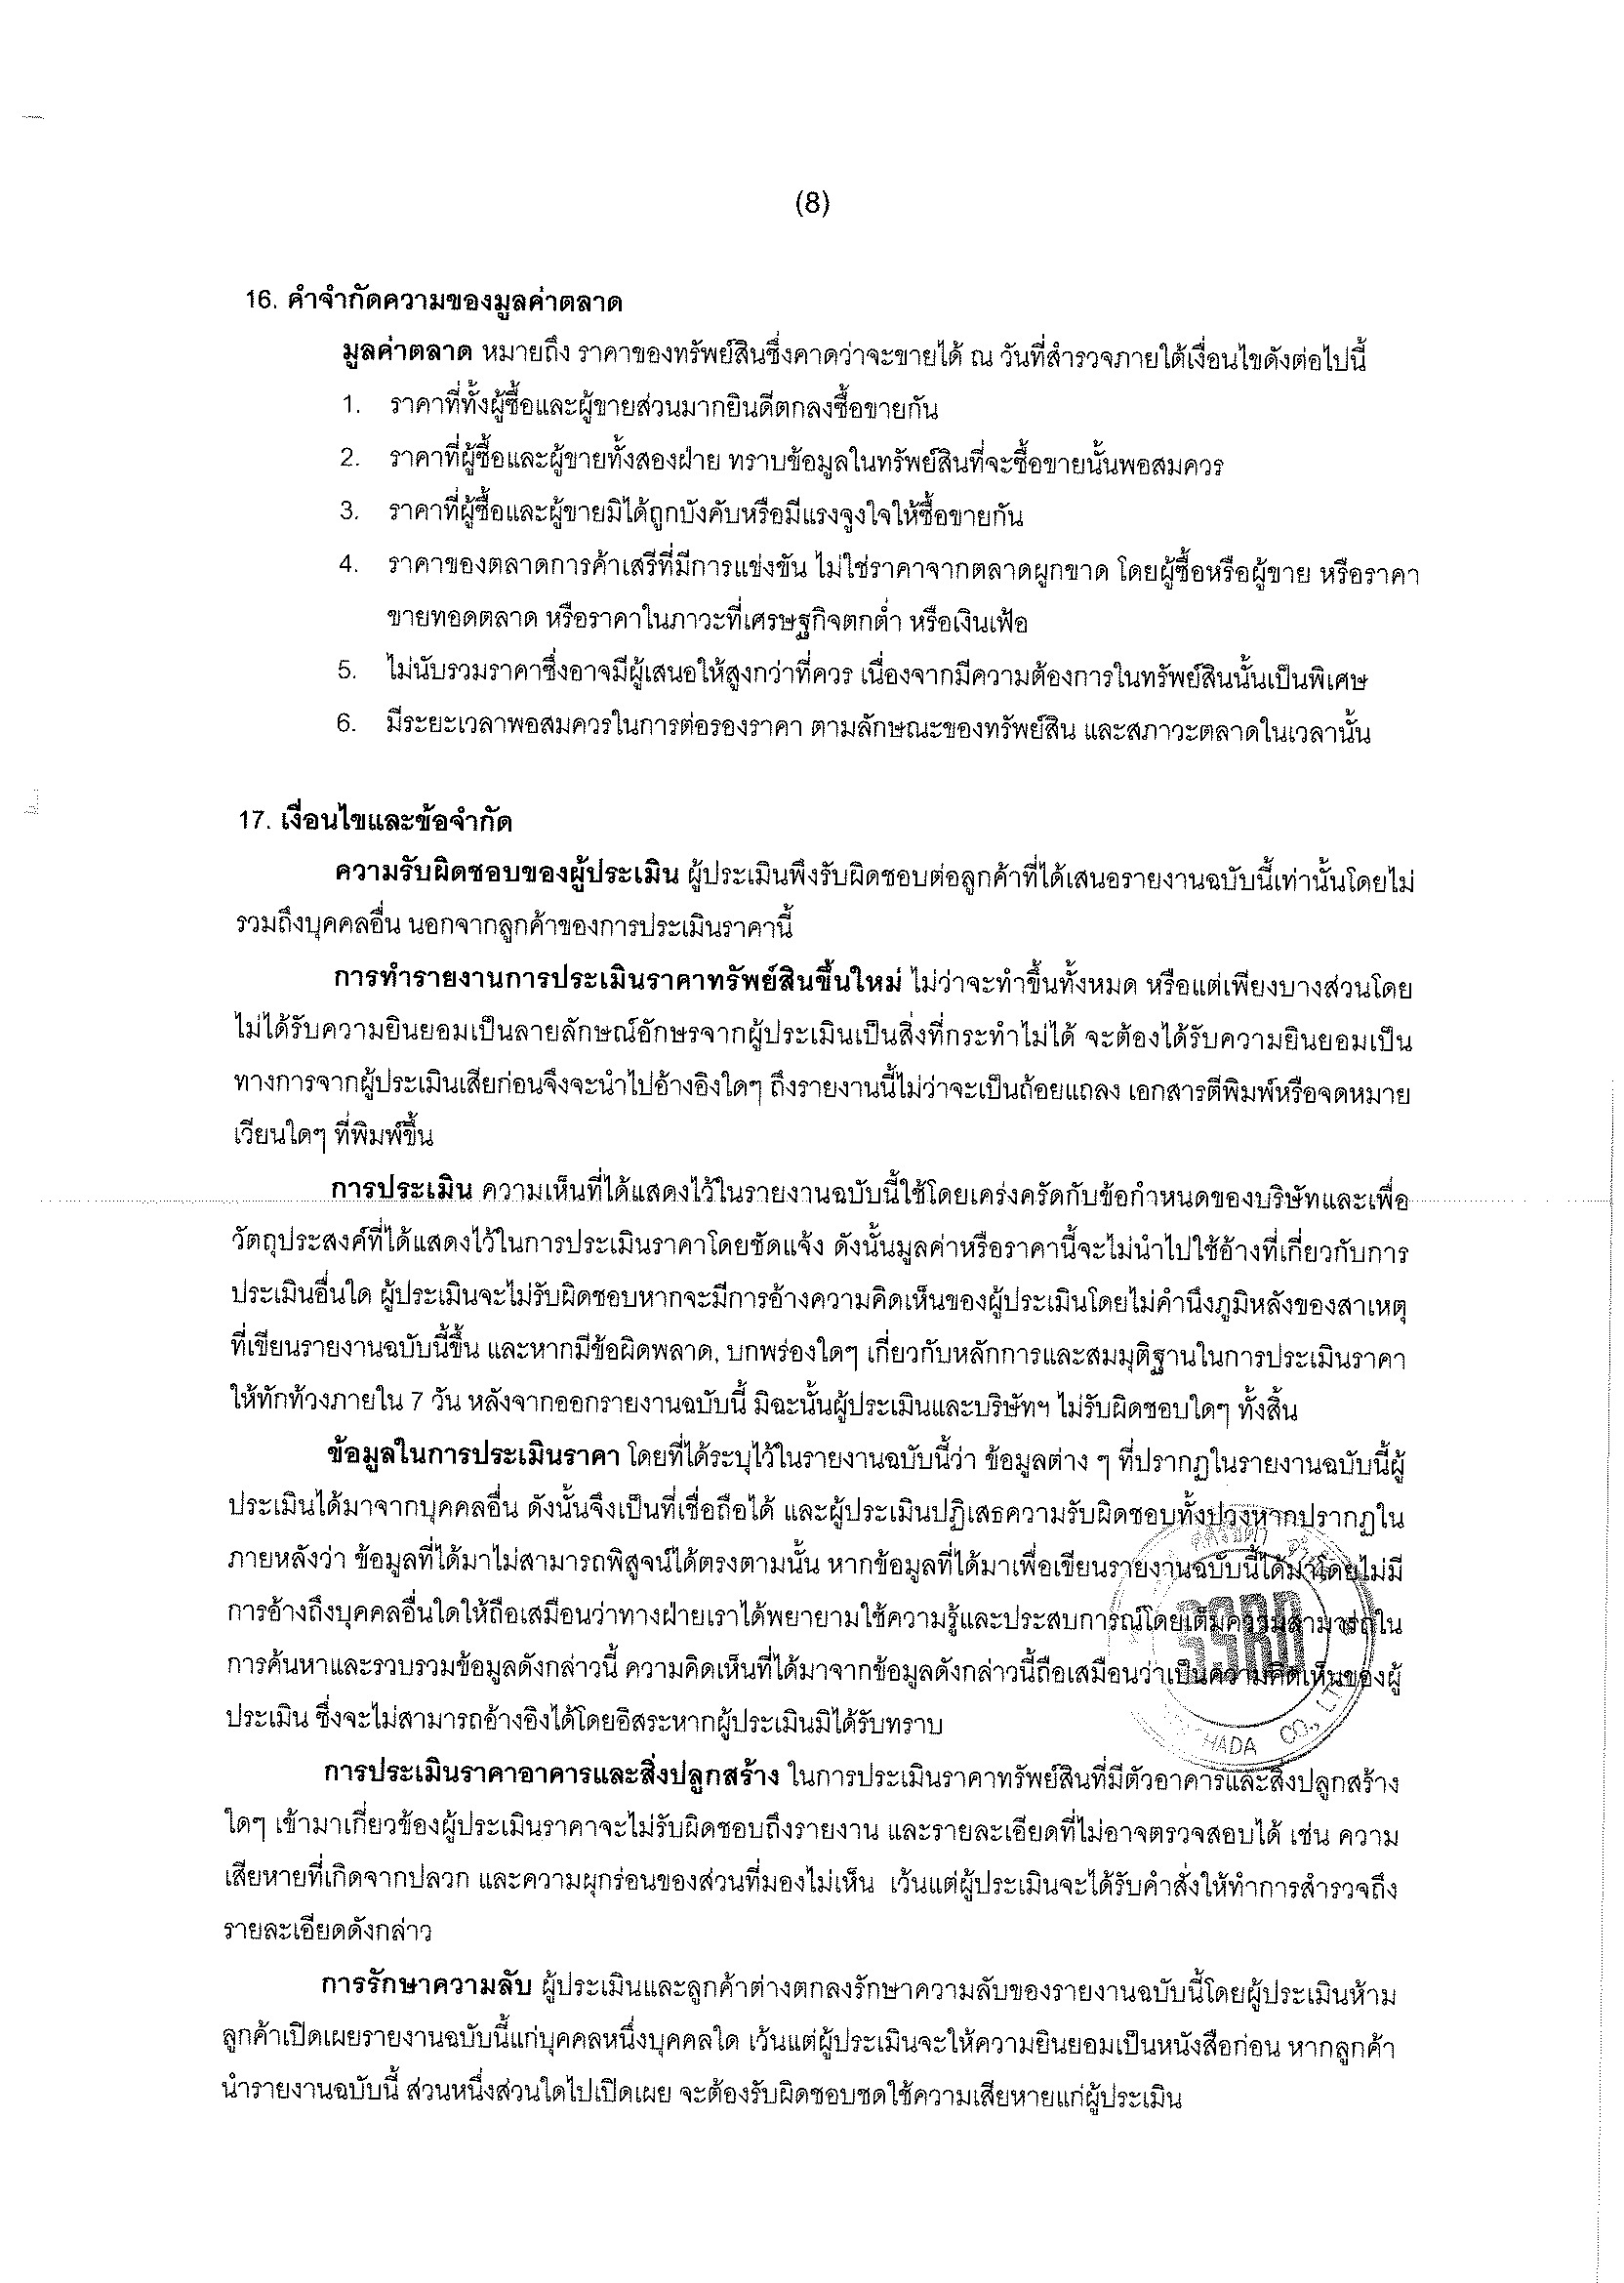 (8)
16. คำจำกัดความของมูลค่าตลาด
มูลค่าตลาด หมายถึง ราคาของทรัพย์สินซึ่งคาดว่าจะขายได้ ณ วันที่สำรวจภายใต้เงื่อนไขดังต่อไปนี้
1. ราคาที่ทั้งผู้ซื้อและผู้ขายส่วนมากยินดีตกลงซื้อขายกัน
2. ราคาที่ผู้ซื้อและผู้ขายทั้งสองฝ่าย ทราบข้อมูลในทรัพย์สินที่จะซื้อขายนั้นพอสมควร
3. ราคาที่ผู้ซื้อและผู้ขายมิได้ถูกบังคับหรือมีแรงจูงใจให้ซื้อขายกัน
4. ราคาของตลาดการค้าเสรีที่มีการแข่งขัน ไม่ใช่ราคาจากตลาดผูกขาด โดยผู้ซื้อหรือผู้ขาย หรือราคา
ขายทอดตลาด หรือราคาในภาวะที่เศรษฐกิจตกต่ำ หรือเงินเฟ้อ
5. ไม่นับรวมราคาซึ่งอาจมีผู้เสนอให้สูงกว่าที่ควร เนื่องจากมีความต้องการในทรัพย์สินนั้นเป็นพิเศษ
6. มีระยะเวลาพอสมควรในการต่อรองราคา ตามลักษณะของทรัพย์สิน และสภาวะตลาดในเวลานั้น
17. เงื่อนไขและข้อจำกัด
ความรับผิดชอบของผู้ประเมิน ผู้ประเมินพึงรับผิดชอบต่อลูกค้าที่ได้เสนอรายงานฉบับนี้เท่านั้นโดยไม่
รวมถึงบุคคลอื่น นอกจากลูกค้าของการประเมินราคานี้
การทำรายงานการประเมินราคาทรัพย์สินขึ้นใหม่ ไม่ว่าจะทำขึ้นทั้งหมด หรือแต่เพียงบางส่วนโดย
ไม่ได้รับความยินยอมเป็นลายลักษณ์อักษรจากผู้ประเมินเป็นสิ่งที่กระทำไม่ได้ จะต้องได้รับความยินยอมเป็น
ทางการจากผู้ประเมินเสียก่อนจึงจะนำไปอ้างอิงใดๆ ถึงรายงานนี้ไม่ว่าจะเป็นถ้อยแถลง เอกสารตีพิมพ์หรือจดหมาย
เวียนใดๆ ที่พิมพ์ขึ้น
การประเมิน ความเห็นที่ได้แสดงไว้ในรายงานฉบับนี้ใช้โดยเคร่งครัดกับข้อกำหนดของบริษัทและเพื่อ
วัตถุประสงค์ที่ได้แสดงไว้ในการประเมินราคาโดยชัดแจ้ง ดังนั้นมูลค่าหรือราคานี้จะไม่นำไปใช้อ้างที่เกี่ยวกับการ
ประเมินอื่นใด ผู้ประเมินจะไม่รับผิดชอบหากจะมีการอ้างความคิดเห็นของผู้ประเมินโดยไม่คำนึงภูมิหลังของสาเหตุ
ที่เขียนรายงานฉบับนี้ขึ้น และหากมีข้อผิดพลาด, บกพร่องใดๆ เกี่ยวกับหลักการและสมมุติฐานในการประเมินราคา
ให้ทักท้วงภายใน 7 วัน หลังจากออกรายงานฉบับนี้ มิฉะนั้นผู้ประเมินและบริษัทฯ ไม่รับผิดชอบใดๆ ทั้งสิ้น
ข้อมูลในการประเมินราคา โดยที่ได้ระบุไว้ในรายงานฉบับนี้ว่า ข้อมูลต่าง ๆ ที่ปรากฏในรายงานฉบับนี้ผู้
ประเมินได้มาจากบุคคลอื่น ดังนั้นจึงเป็นที่เชื่อถือได้ และผู้ประเมินปฏิเสธความรับผิดชอบทั้งปวงหากปรากฏใน
ภายหลังว่า ข้อมูลที่ได้มาไม่สามารถพิสูจน์ได้ตรงตามนั้น หากข้อมูลที่ได้มาเพื่อเขียนรายงานฉบับนี้ได้มาโดยไม่มี
การอ้างถึงบุคคลอื่นใดให้ถือเสมือนว่าทางฝ่ายเราได้พยายามใช้ความรู้และประสบการณ์โดยเต็มความสามารถใน
การค้นหาและรวบรวมข้อมูลดังกล่าวนี้ ความคิดเห็นที่ได้มาจากข้อมูลดังกล่าวนี้ถือเสมือนว่าเป็นความคิดเห็นของผู้
ประเมิน ซึ่งจะไม่สามารถอ้างอิงได้โดยอิสระหากผู้ประเมินมิได้รับทราบ
HADA CO., LT
การประเมินราคาอาคารและสิ่งปลูกสร้าง ในการประเมินราคาทรัพย์สินที่มีตัวอาคารและสิ่งปลูกสร้าง
ใดๆ เข้ามาเกี่ยวข้องผู้ประเมินราคาจะไม่รับผิดชอบถึงรายงาน และรายละเอียดที่ไม่อาจตรวจสอบได้ เช่น ความ
เสียหายที่เกิดจากปลวก และความผุกร่อนของส่วนที่มองไม่เห็น เว้นแต่ผู้ประเมินจะได้รับคำสั่งให้ทำการสำรวจถึง
รายละเอียดดังกล่าว
การรักษาความลับ ผู้ประเมินและลูกค้าต่างตกลงรักษาความลับของรายงานฉบับนี้โดยผู้ประเมินห้าม
ลูกค้าเปิดเผยรายงานฉบับนี้แก่บุคคลหนึ่งบุคคลใด เว้นแต่ผู้ประเมินจะให้ความยินยอมเป็นหนังสือก่อน หากลูกค้า
นำรายงานฉบับนี้ ส่วนหนึ่งส่วนใดไปเปิดเผย จะต้องรับผิดชอบชดใช้ความเสียหายแก่ผู้ประเมิน